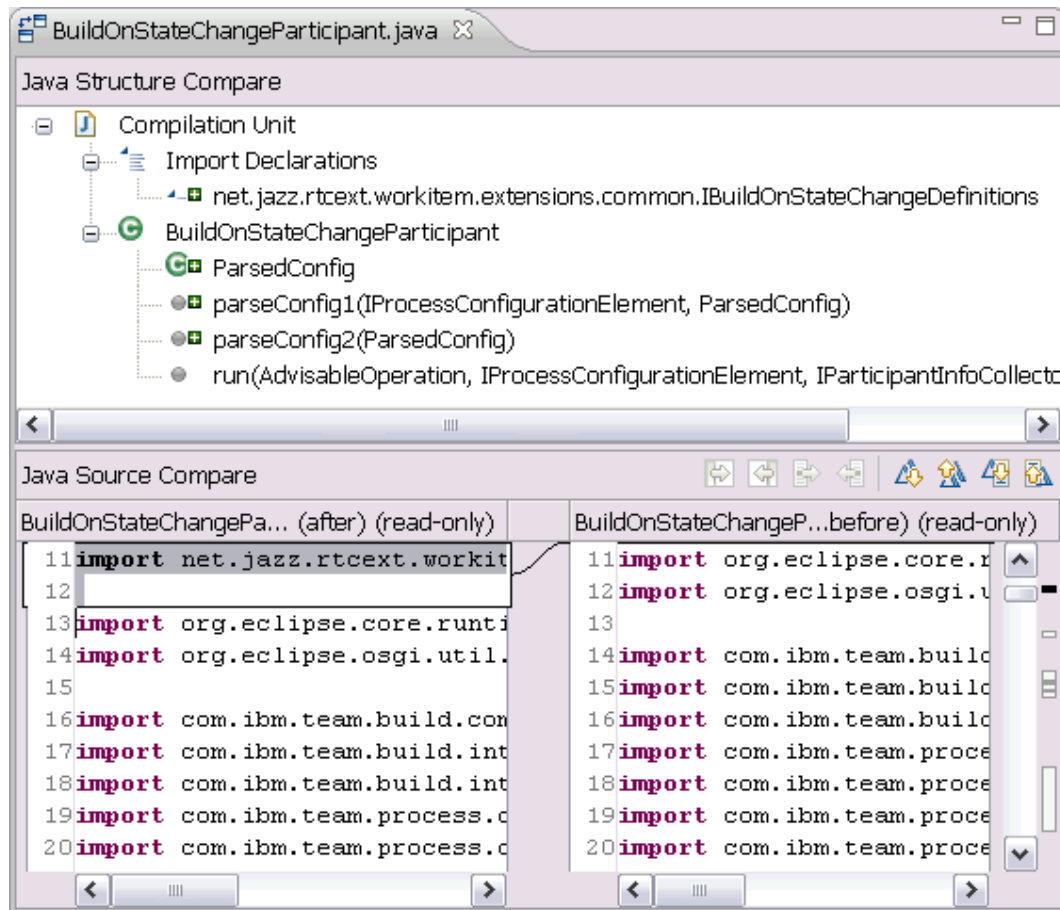 BuildOnStateChangeParticipant.java
Java Structure Compare
Compilation Unit
Import Declarations
net.jazz.rtcext.workitem.extensions.common.IBuildOnStateChangeDefinitions
BuildOnStateChangeParticipant
ParsedConfig
parseConfig1(IProcessConfigurationElement, ParsedConfig)
parseConfig2(ParsedConfig)
run(AdvisableOperation, IProcessConfigurationElement, IParticipantInfoCollecto
Java Source Compare
BuildOnStateChangePa... (after) (read-only)
11 import net.jazz.rtcext.workit
12
13 import org.eclipse.core.runti
14 import org.eclipse.osgi.util.
15
16 import com.ibm.team.build.con
17 import com.ibm.team.build.int
18 import com.ibm.team.build.int
19 import com.ibm.team.process.c
20 import com.ibm.team.process.c
BuildOnStateChangeP...before) (read-only)
11 import org.eclipse.core.r
12 import org.eclipse.osgi.u
13
14 import com.ibm.team.build
15 import com.ibm.team.build
16 import com.ibm.team.build
17 import com.ibm.team.proce
18 import com.ibm.team.proce
19 import com.ibm.team.proce
20 import com.ibm.team.proce